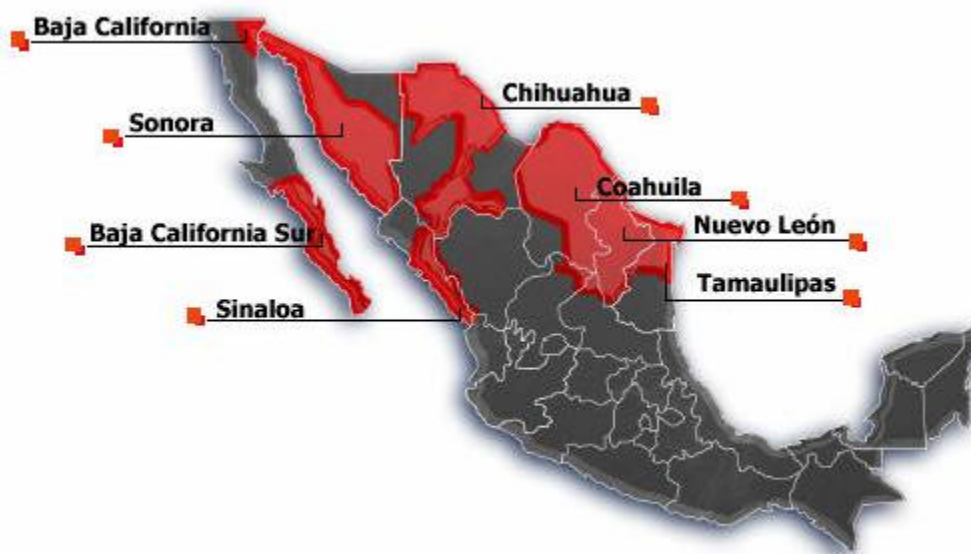 Baja California
Chihuahua
Sonora
Coahuila
Nuevo León
Baja California Sur
Tamaulipas
Sinaloa